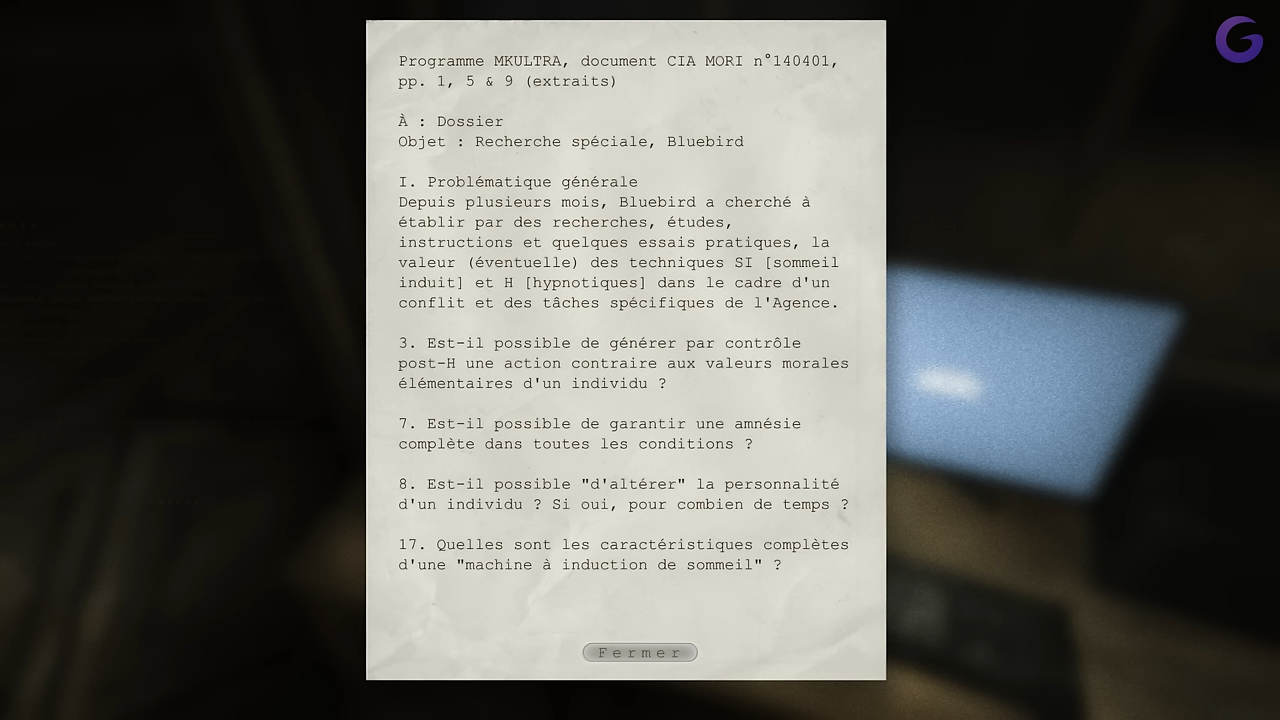 Programme MKULTRA, document CIA MORI n°140401,
pp. 1, 5 & 9 (extraits)
À : Dossier
Objet : Recherche spéciale, Bluebird
I. Problématique générale
Depuis plusieurs mois, Bluebird a cherché à
établir par des recherches, études,
instructions et quelques essais pratiques, la
valeur (éventuelle) des techniques SI [sommeil
induit] et H [hypnotiques] dans le cadre d'un
conflit et des tâches spécifiques de l'Agence.
3. Est-il possible de générer par contrôle
post-H une action contraire aux valeurs morales
élémentaires d'un individu ?
7. Est-il possible de garantir une amnésie
complète dans toutes les conditions ?
8. Est-il possible "d'altérer" la personnalité
d'un individu ? Si oui, pour combien de temps ?
17. Quelles sont les caractéristiques complètes
d'une "machine à induction de sommeil" ?
Fermer